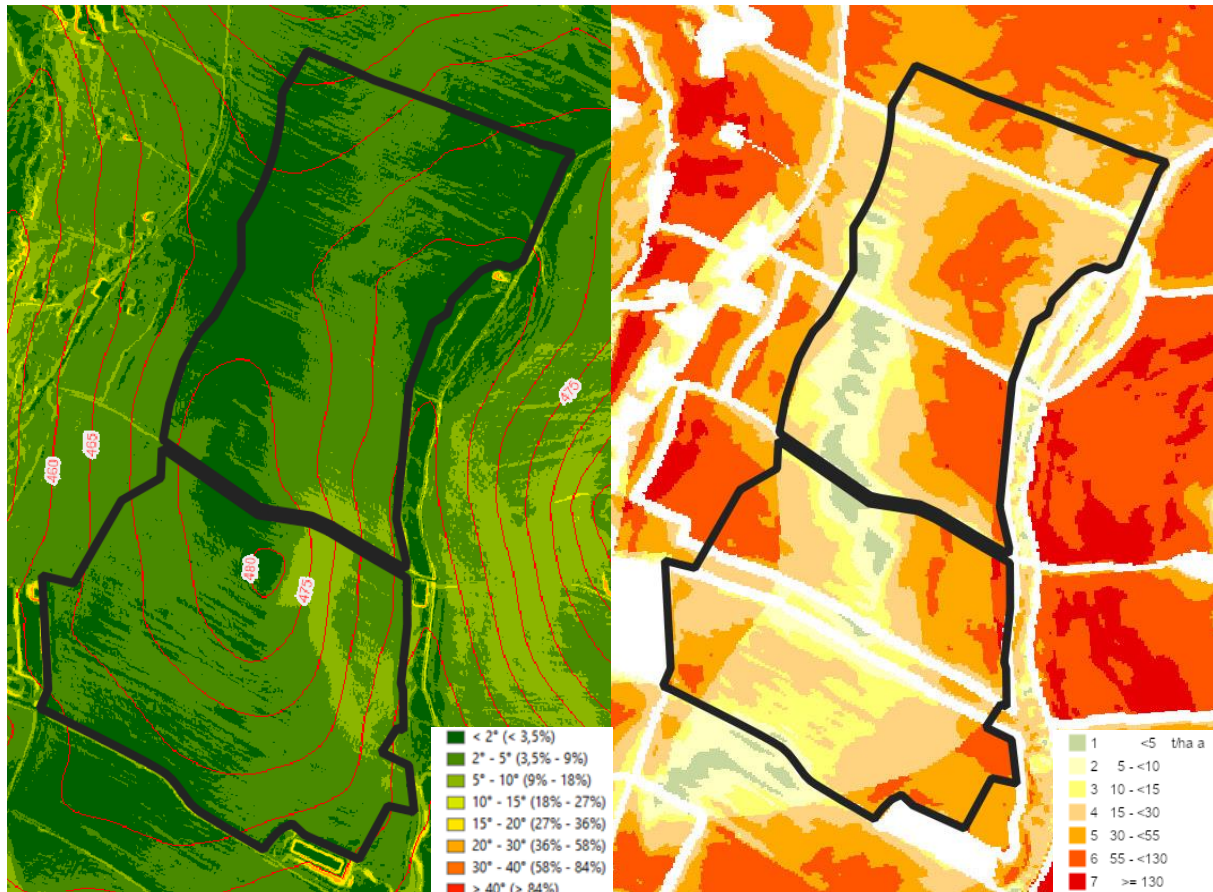 475
465
460
480
475
< 2° (< 3,5%)
2° - 5° (3,5% - 9%)
5° - 10° (9% - 18%)
10° - 15° (18% - 27%)
15° - 20° (27% - 36%)
20° - 30° (36% - 58%)
30° - 40° (58% - 84%)
> 40° (> 84%)
1 <5 t/ha a
2 5 - <10
3 10 - <15
4 15 - <30
5 30 - <55
6 55 - <130
7 >= 130